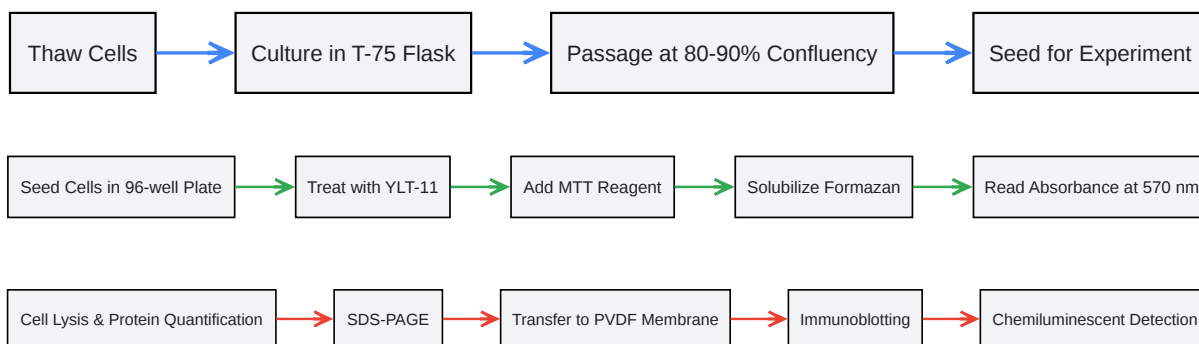 Thaw Cells
Culture in T-75 Flask
Passage at 80-90% Confluency
Seed for Experiment
Seed Cells in 96-well Plate
Treat with YLT-11
Add MTT Reagent
Solubilize Formazan
Read Absorbance at 570 nm
Cell Lysis & Protein Quantification
SDS-PAGE
Transfer to PVDF Membrane
Immunoblotting
Chemiluminescent Detection